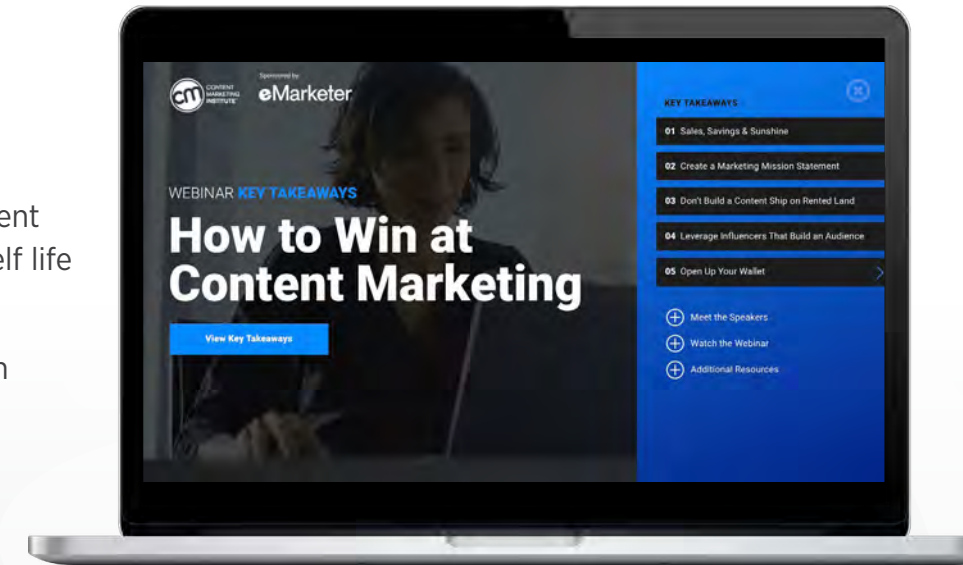 ent
elf life
n
CONTENT
MARKETING
INSTITUTE
cm
Sponsored by
eMarketer
WEBINAR KEY TAKEAWAYS
How to Win at
Content Marketing
View Key Takeaways
KEY TAKEAWAYS
01 Sales, Savings & Sunshine
02 Create a Marketing Mission Statement
03 Don't Build a Content Ship on Rented Land
04 Leverage Influencers That Build an Audience
05 Open Up Your Wallet
Meet the Speakers
Watch the Webinar
Additional Resources